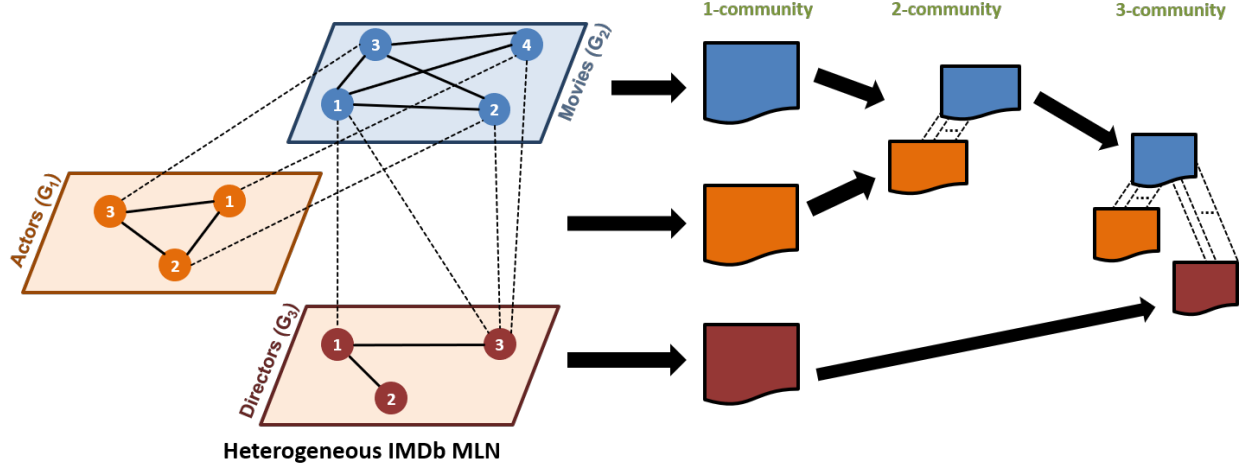 1-community
2-community
3-community
3
4
1
2
Movies (G2)
3
1
2
Actors (G1)
1
3
2
Directors (G3)
...
...
...
Heterogeneous IMDb MLN